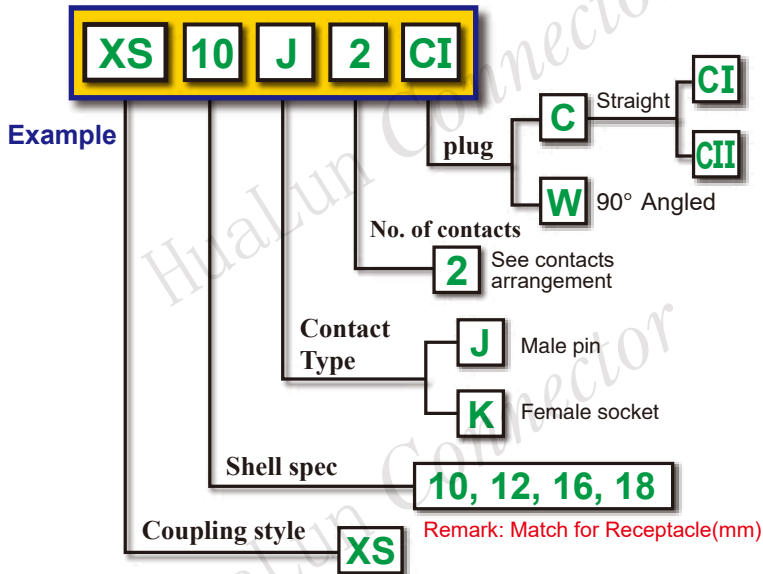 XS 10 J 2 CI
Example
plug
C
Straight
CI
CII
W
90° Angled
No. of contacts
2
See contacts
arrangement
Contact
Type
J
Male pin
K
Female socket
Shell spec
10, 12, 16, 18
Remark: Match for Receptacle(mm)
Coupling style
XS
HuaLun Connector
HuaLun Connector